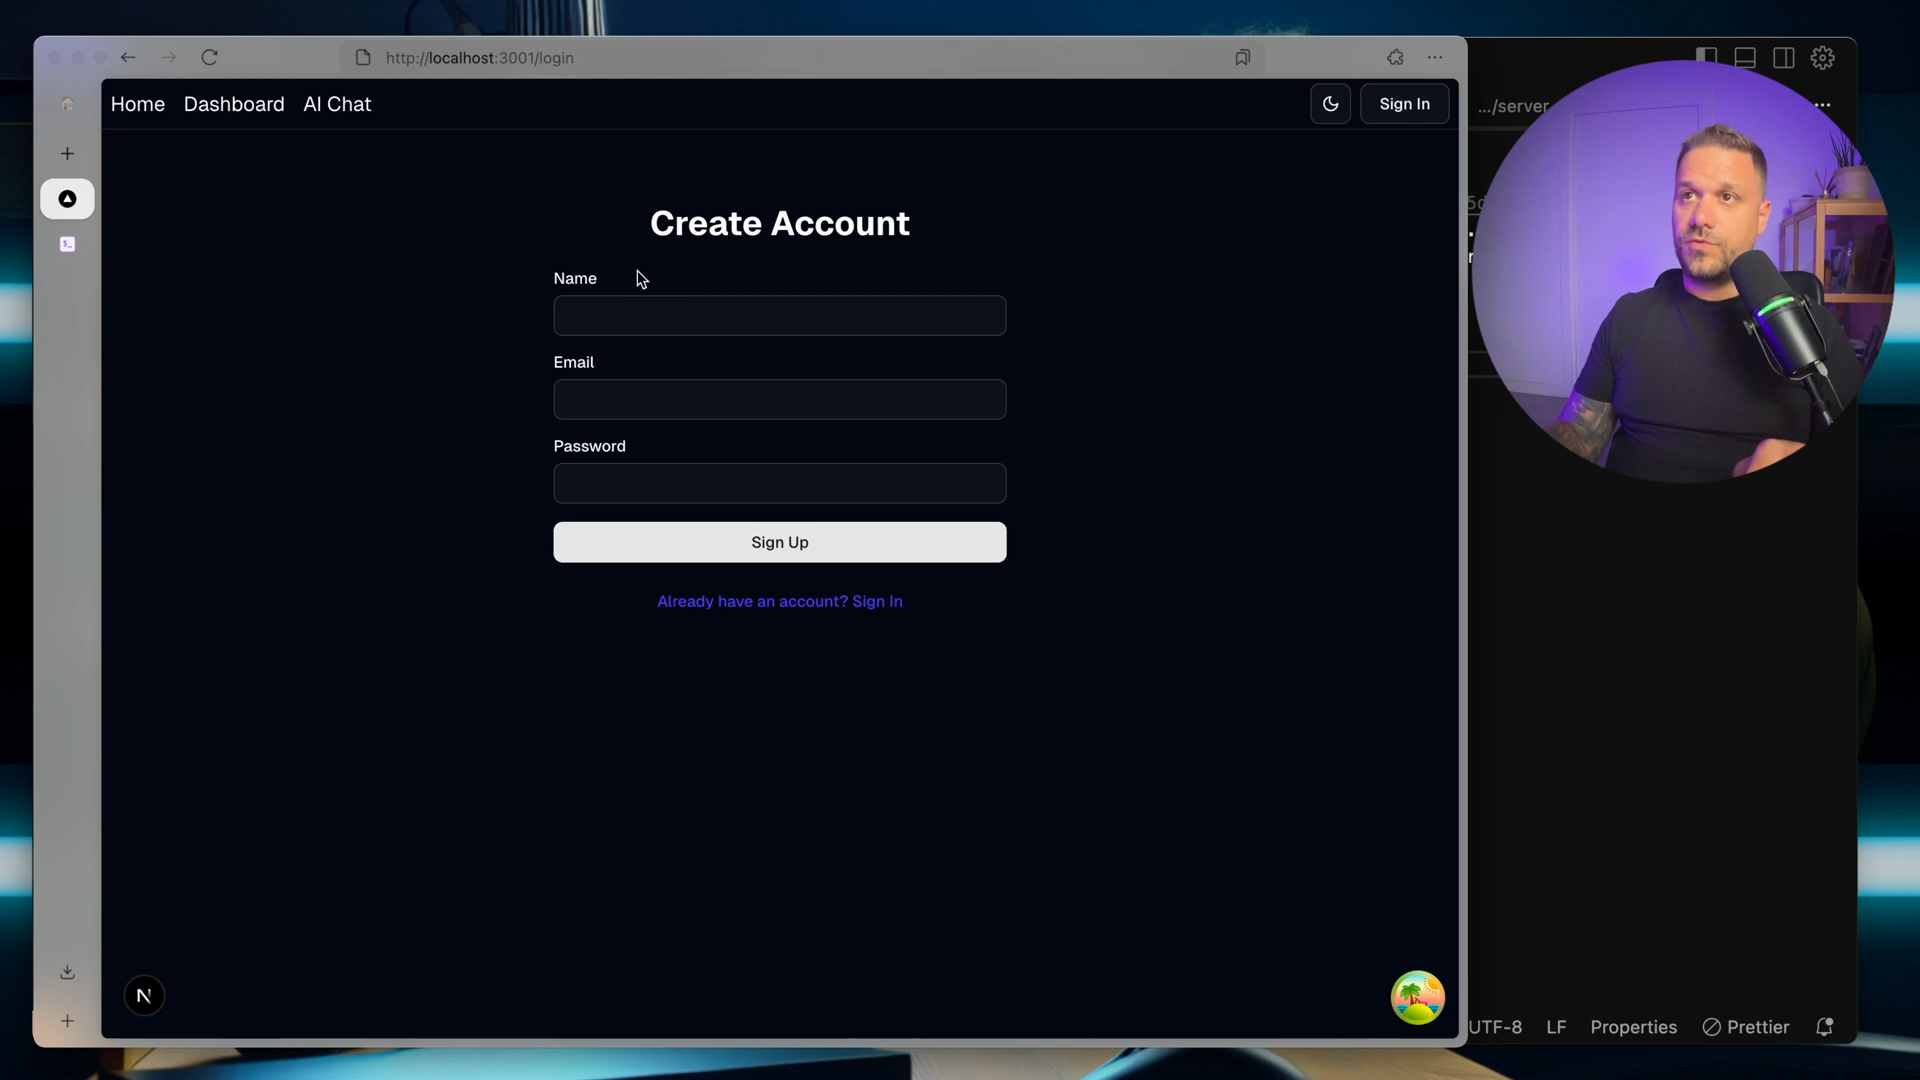 http://localhost:3001/login
Home Dashboard AI Chat
Sign In
.../server
Create Account
Name
Email
Password
Sign Up
Already have an account? Sign In
N
UTF-8 LF Properties Prettier